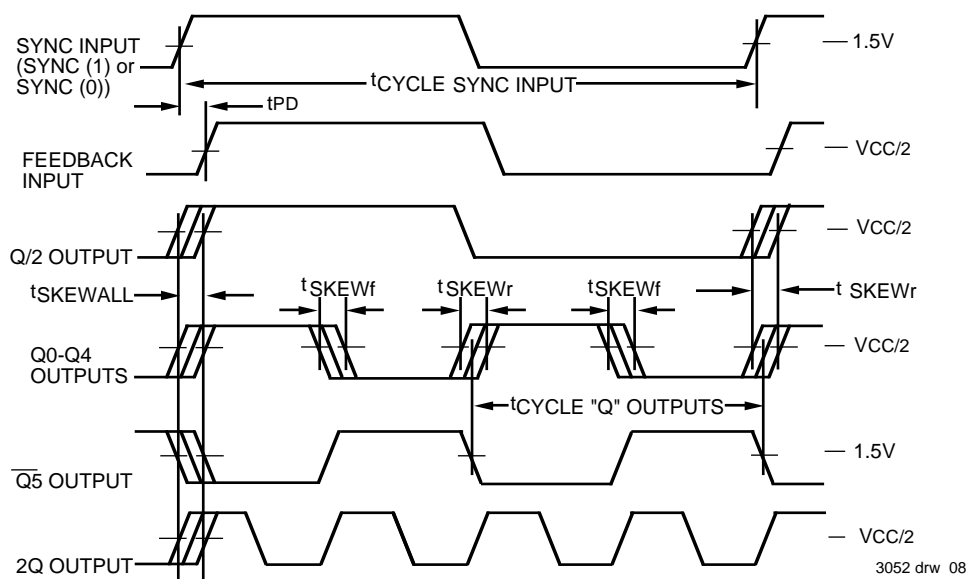 SYNC INPUT
(SYNC (1) or
SYNC (0))
1.5V
tCYCLE SYNC INPUT
tPD
FEEDBACK
INPUT
VCC/2
Q/2 OUTPUT
VCC/2
tSKEWALL
tSKEWf
tSKEWr
tSKEWf
t SKEWr
Q0-Q4
OUTPUTS
VCC/2
tCYCLE "Q" OUTPUTS
Q̅5̅ OUTPUT
1.5V
2Q OUTPUT
VCC/2
3052 drw 08